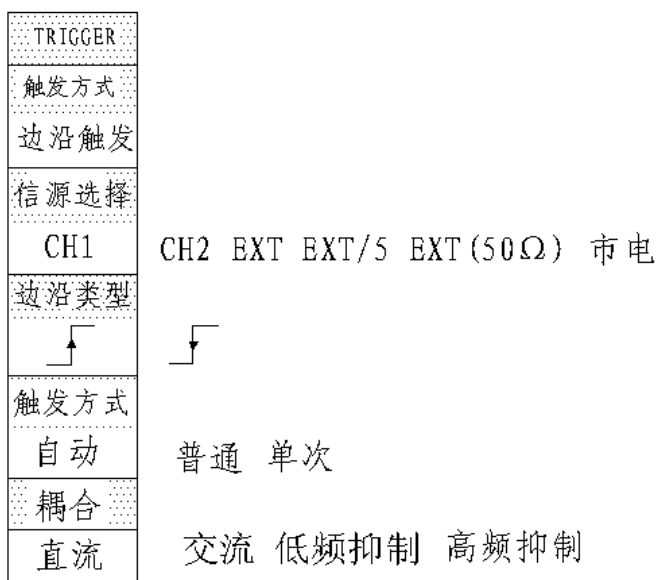 TRIGGER
触发方式
边沿触发
信源选择
CH1 CH2 EXT EXT/5 EXT(50Ω) 市电
边沿类型
触发方式
自动 普通 单次
耦合
直流 交流 低频抑制 高频抑制